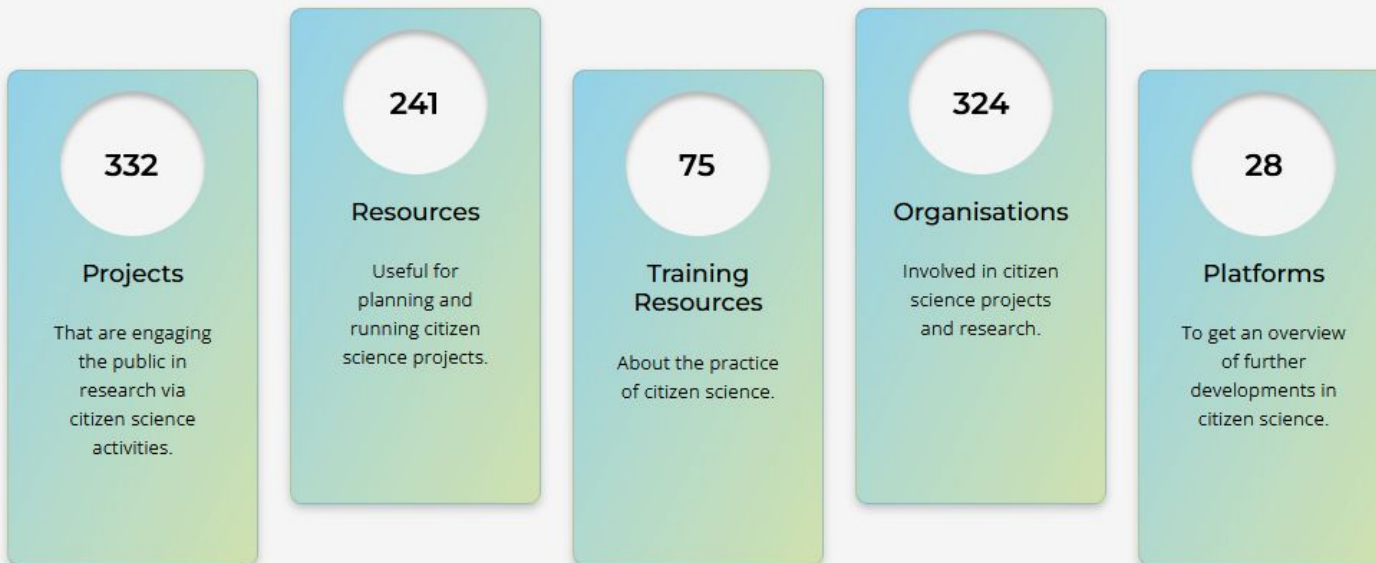 332
Projects
That are engaging
the public in
research via
citizen science
activities.
241
Resources
Useful for
planning and
running citizen
science projects.
75
Training
Resources
About the practice
of citizen science.
324
Organisations
Involved in citizen
science projects
and research.
28
Platforms
To get an overview
of further
developments in
citizen science.